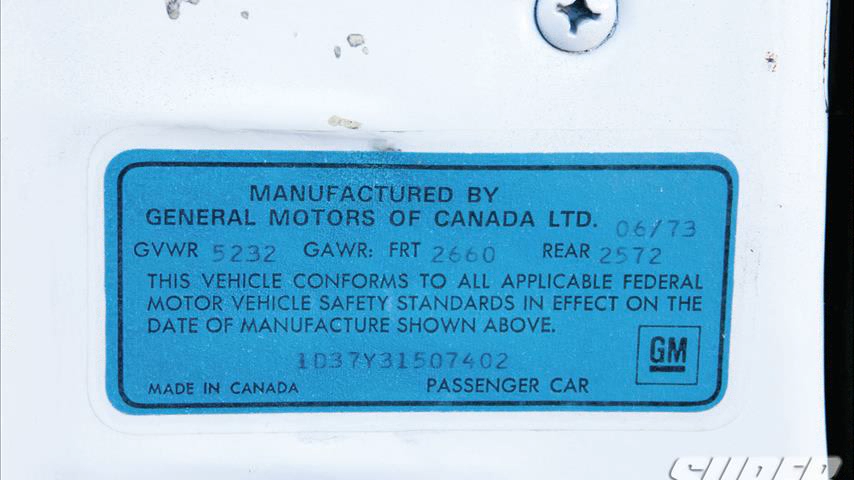 MANUFACTURED BY
GENERAL MOTORS OF CANADA LTD. 06/73
GVWR 5232 GAWR: FRT 2660 REAR 2572
THIS VEHICLE CONFORMS TO ALL APPLICABLE FEDERAL
MOTOR VEHICLE SAFETY STANDARDS IN EFFECT ON THE
DATE OF MANUFACTURE SHOWN ABOVE.
1D37Y31507402
GM
MADE IN CANADA PASSENGER CAR
SUPER